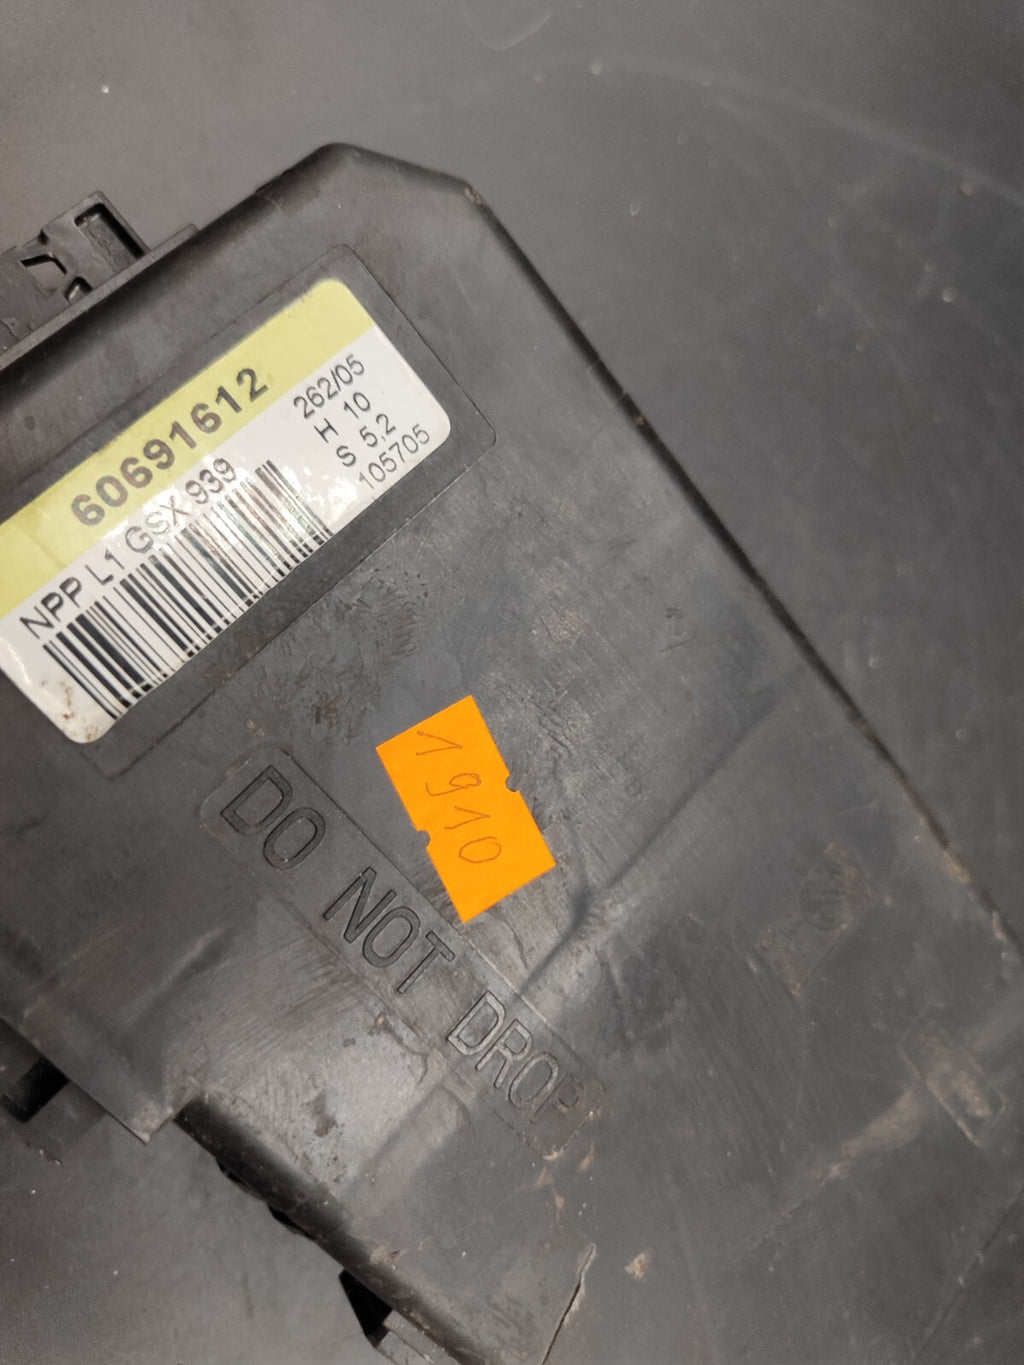 60691612
NPP L1 GSX 939
262/05
H 10
S 5,2
105705
1910
DO NOT DROP